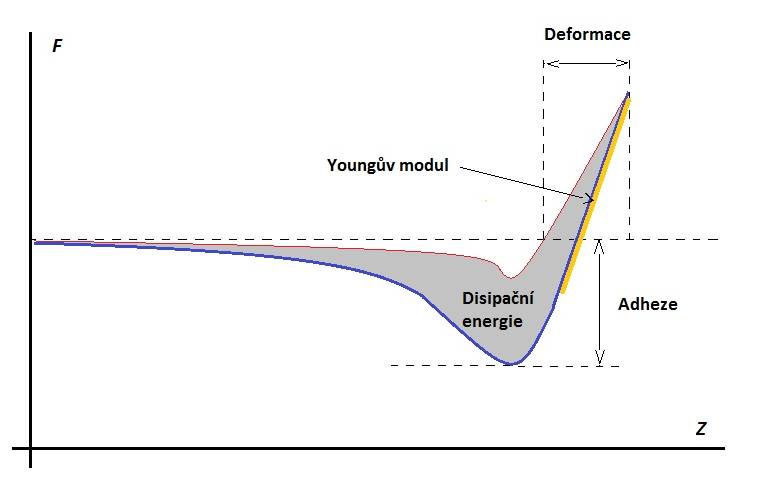 Deformace
F
Youngův modul
Disipační
energie
Adheze
Z